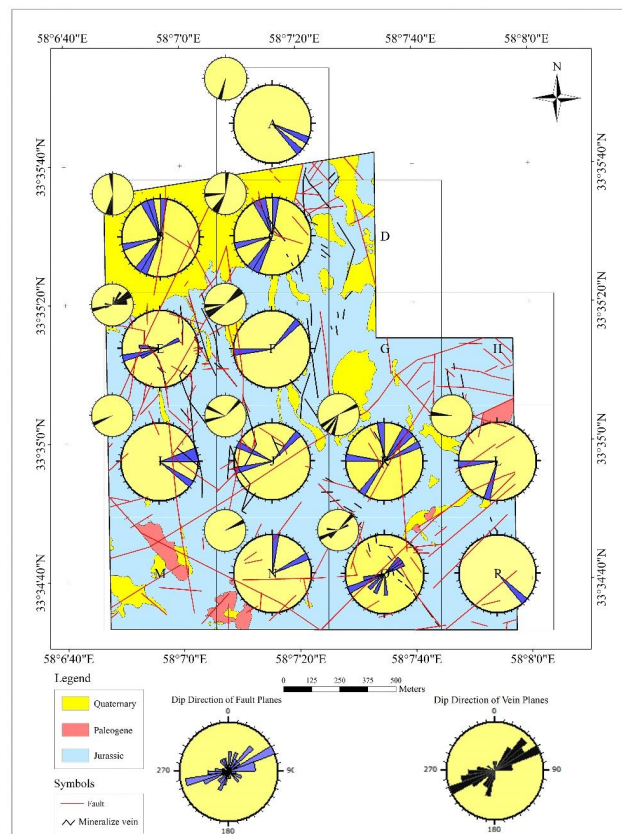 58°6'40"E 58°7'0"E 58°7'20"E 58°7'40"E 58°8'0"E
N
A
33°35'40"N 33°35'40"N
D
33°35'20"N 33°35'20"N
E F G H
33°35'0"N 33°35'0"N
M N R
33°34'40"N 33°34'40"N
58°6'40"E 58°7'0"E 58°7'20"E 58°7'40"E 58°8'0"E
Legend
0 125 250 375 500
Meters
Quaternary
Paleogene
Jurassic
Symbols
Fault
Mineralize vein
Dip Direction of Fault Planes
0
270 90
180
Dip Direction of Vein Planes
0
270 90
180